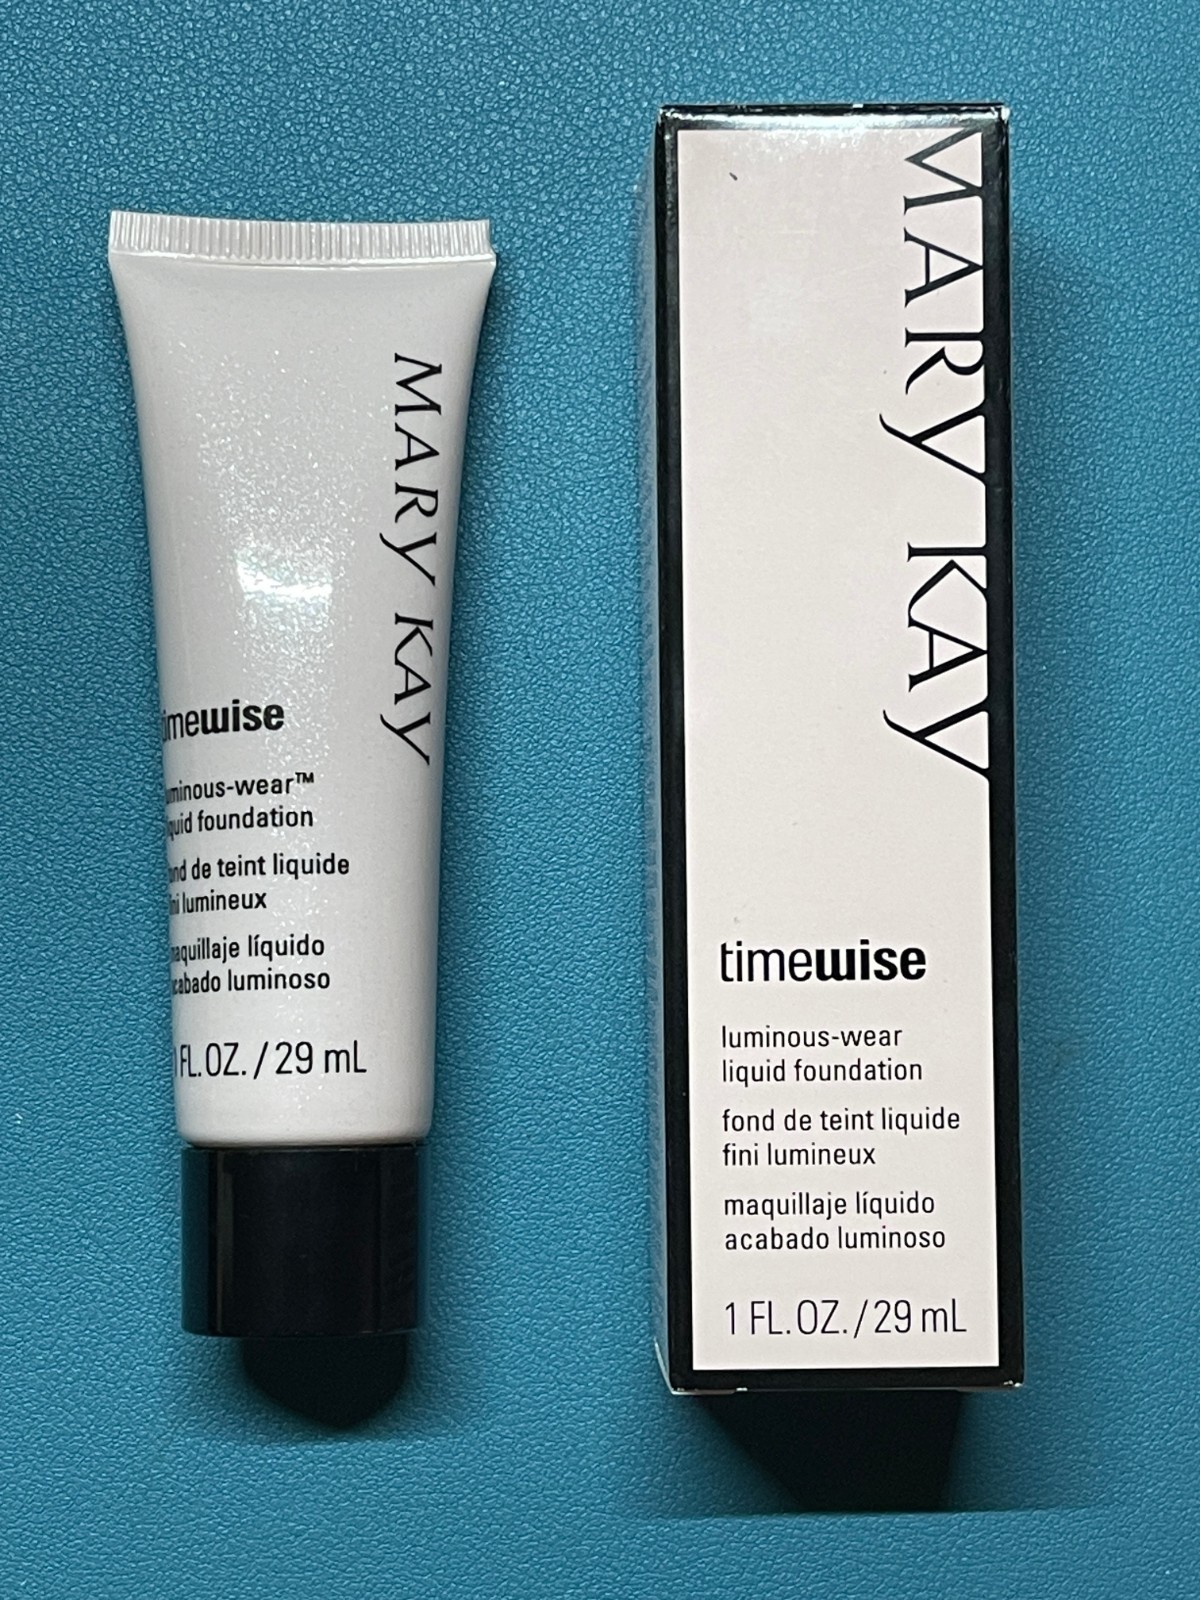 MARY KAY
timewise
luminous-wear™
liquid foundation
fond de teint liquide
fini lumineux
maquillaje líquido
acabado luminoso
1 FL.OZ./29 mL
MARY KAY
timewise
luminous-wear
liquid foundation
fond de teint liquide
fini lumineux
maquillaje líquido
acabado luminoso
1 FL.OZ./29 mL